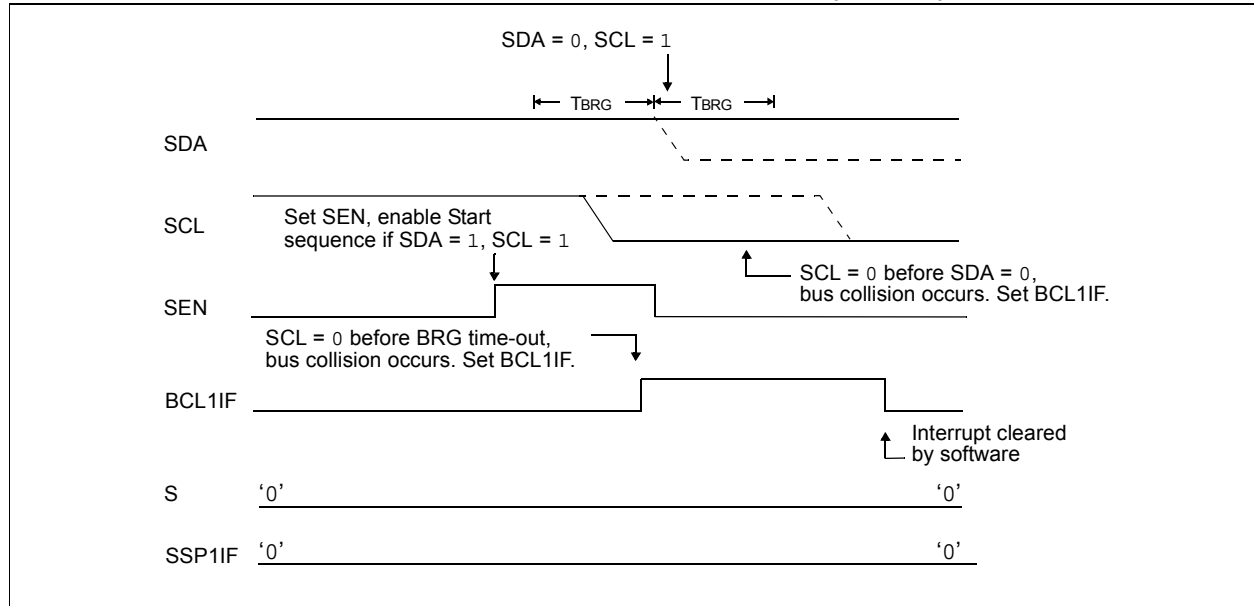 SDA = 0, SCL = 1
TBRG TBRG
SDA
SCL
Set SEN, enable Start
sequence if SDA = 1, SCL = 1
SCL = 0 before SDA = 0,
bus collision occurs. Set BCL1IF.
SEN
SCL = 0 before BRG time-out,
bus collision occurs. Set BCL1IF.
BCL1IF
Interrupt cleared
by software
S ‘0’ ‘0’
SSP1IF ‘0’ ‘0’